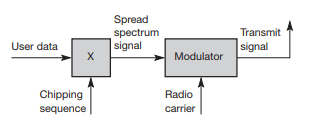 Spread
spectrum
signal
Transmit
signal
User data
X
Modulator
Chipping
sequence
Radio
carrier